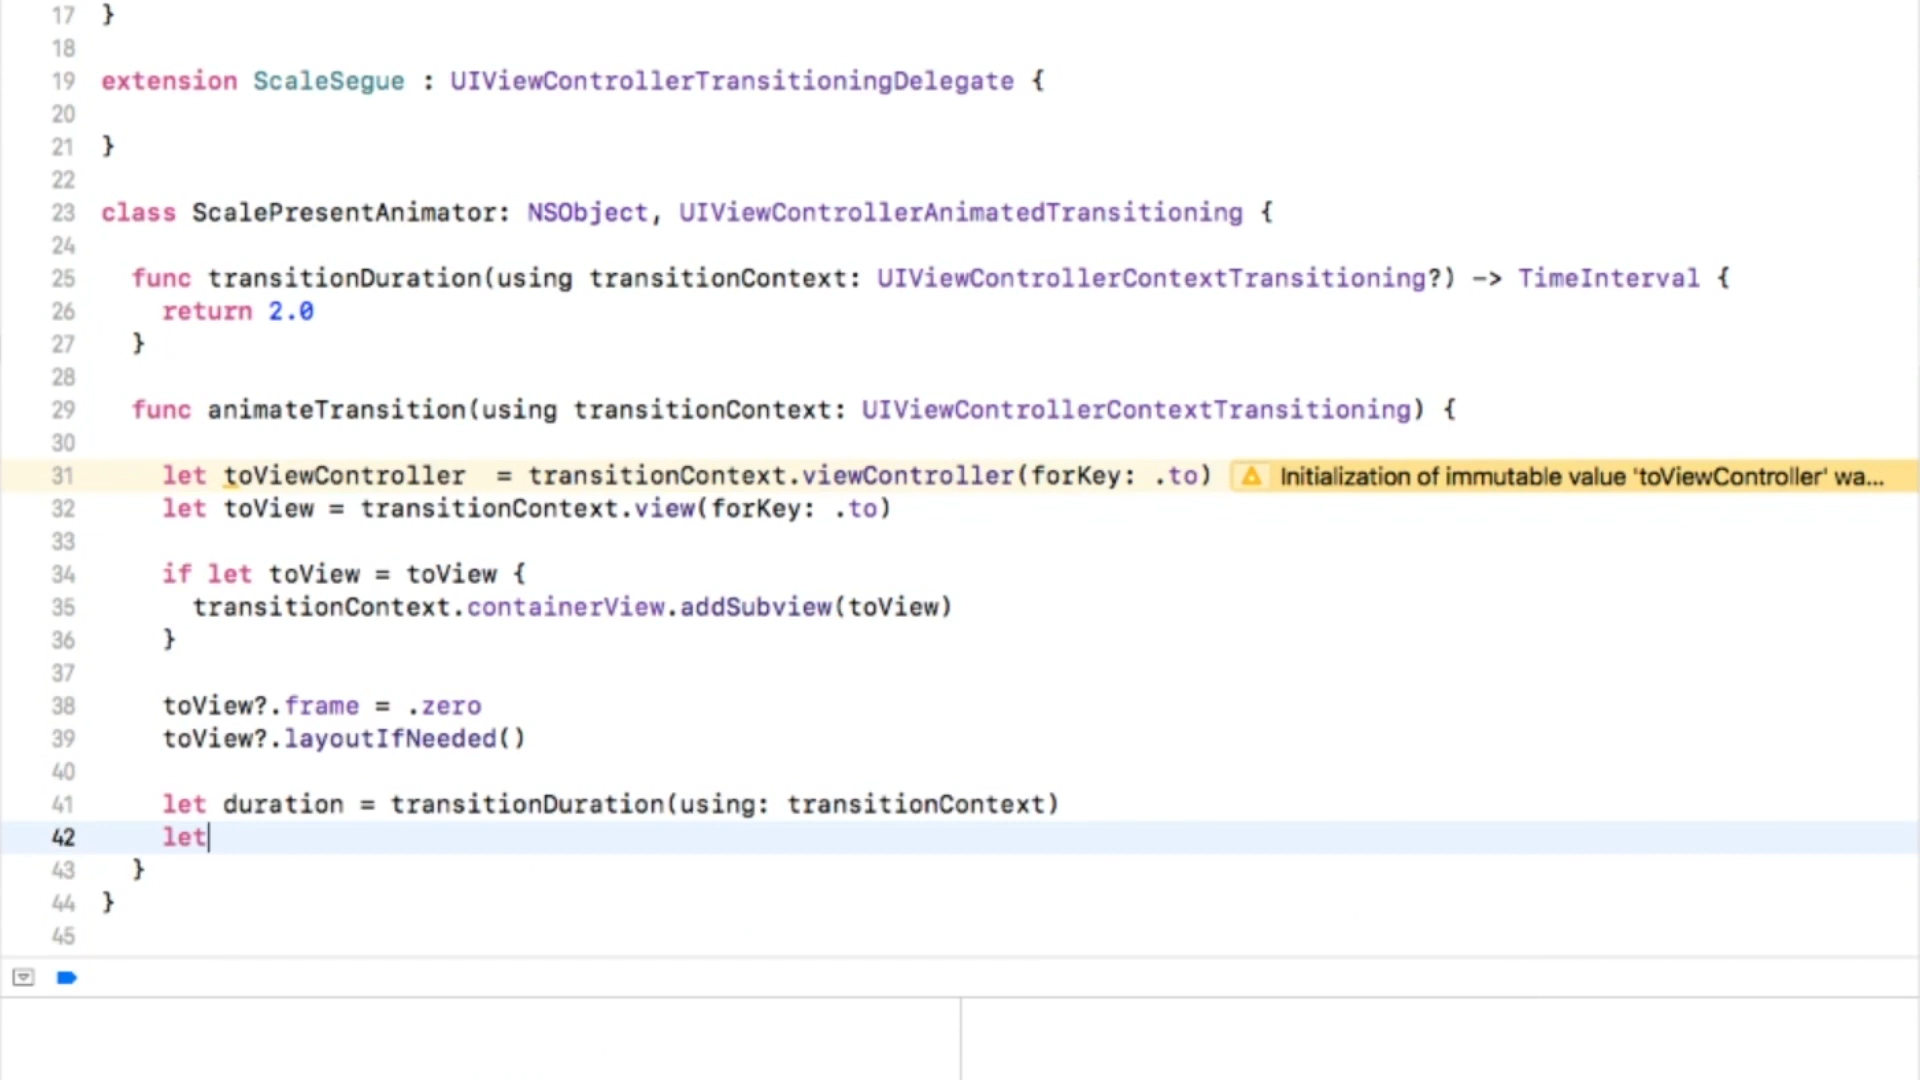 17 }
18
19 extension ScaleSegue : UIViewControllerTransitioningDelegate {
20
21 }
22
23 class ScalePresentAnimator: NSObject, UIViewControllerAnimatedTransitioning {
24
25 func transitionDuration(using transitionContext: UIViewControllerContextTransitioning?) -> TimeInterval {
26 return 2.0
27 }
28
29 func animateTransition(using transitionContext: UIViewControllerContextTransitioning) {
30
31 let toViewController  = transitionContext.viewController(forKey: .to) Initialization of immutable value 'toViewController' wa...
32 let toView = transitionContext.view(forKey: .to)
33
34 if let toView = toView {
35 transitionContext.containerView.addSubview(toView)
36 }
37
38 toView?.frame = .zero
39 toView?.layoutIfNeeded()
40
41 let duration = transitionDuration(using: transitionContext)
42 let
43 }
44 }
45